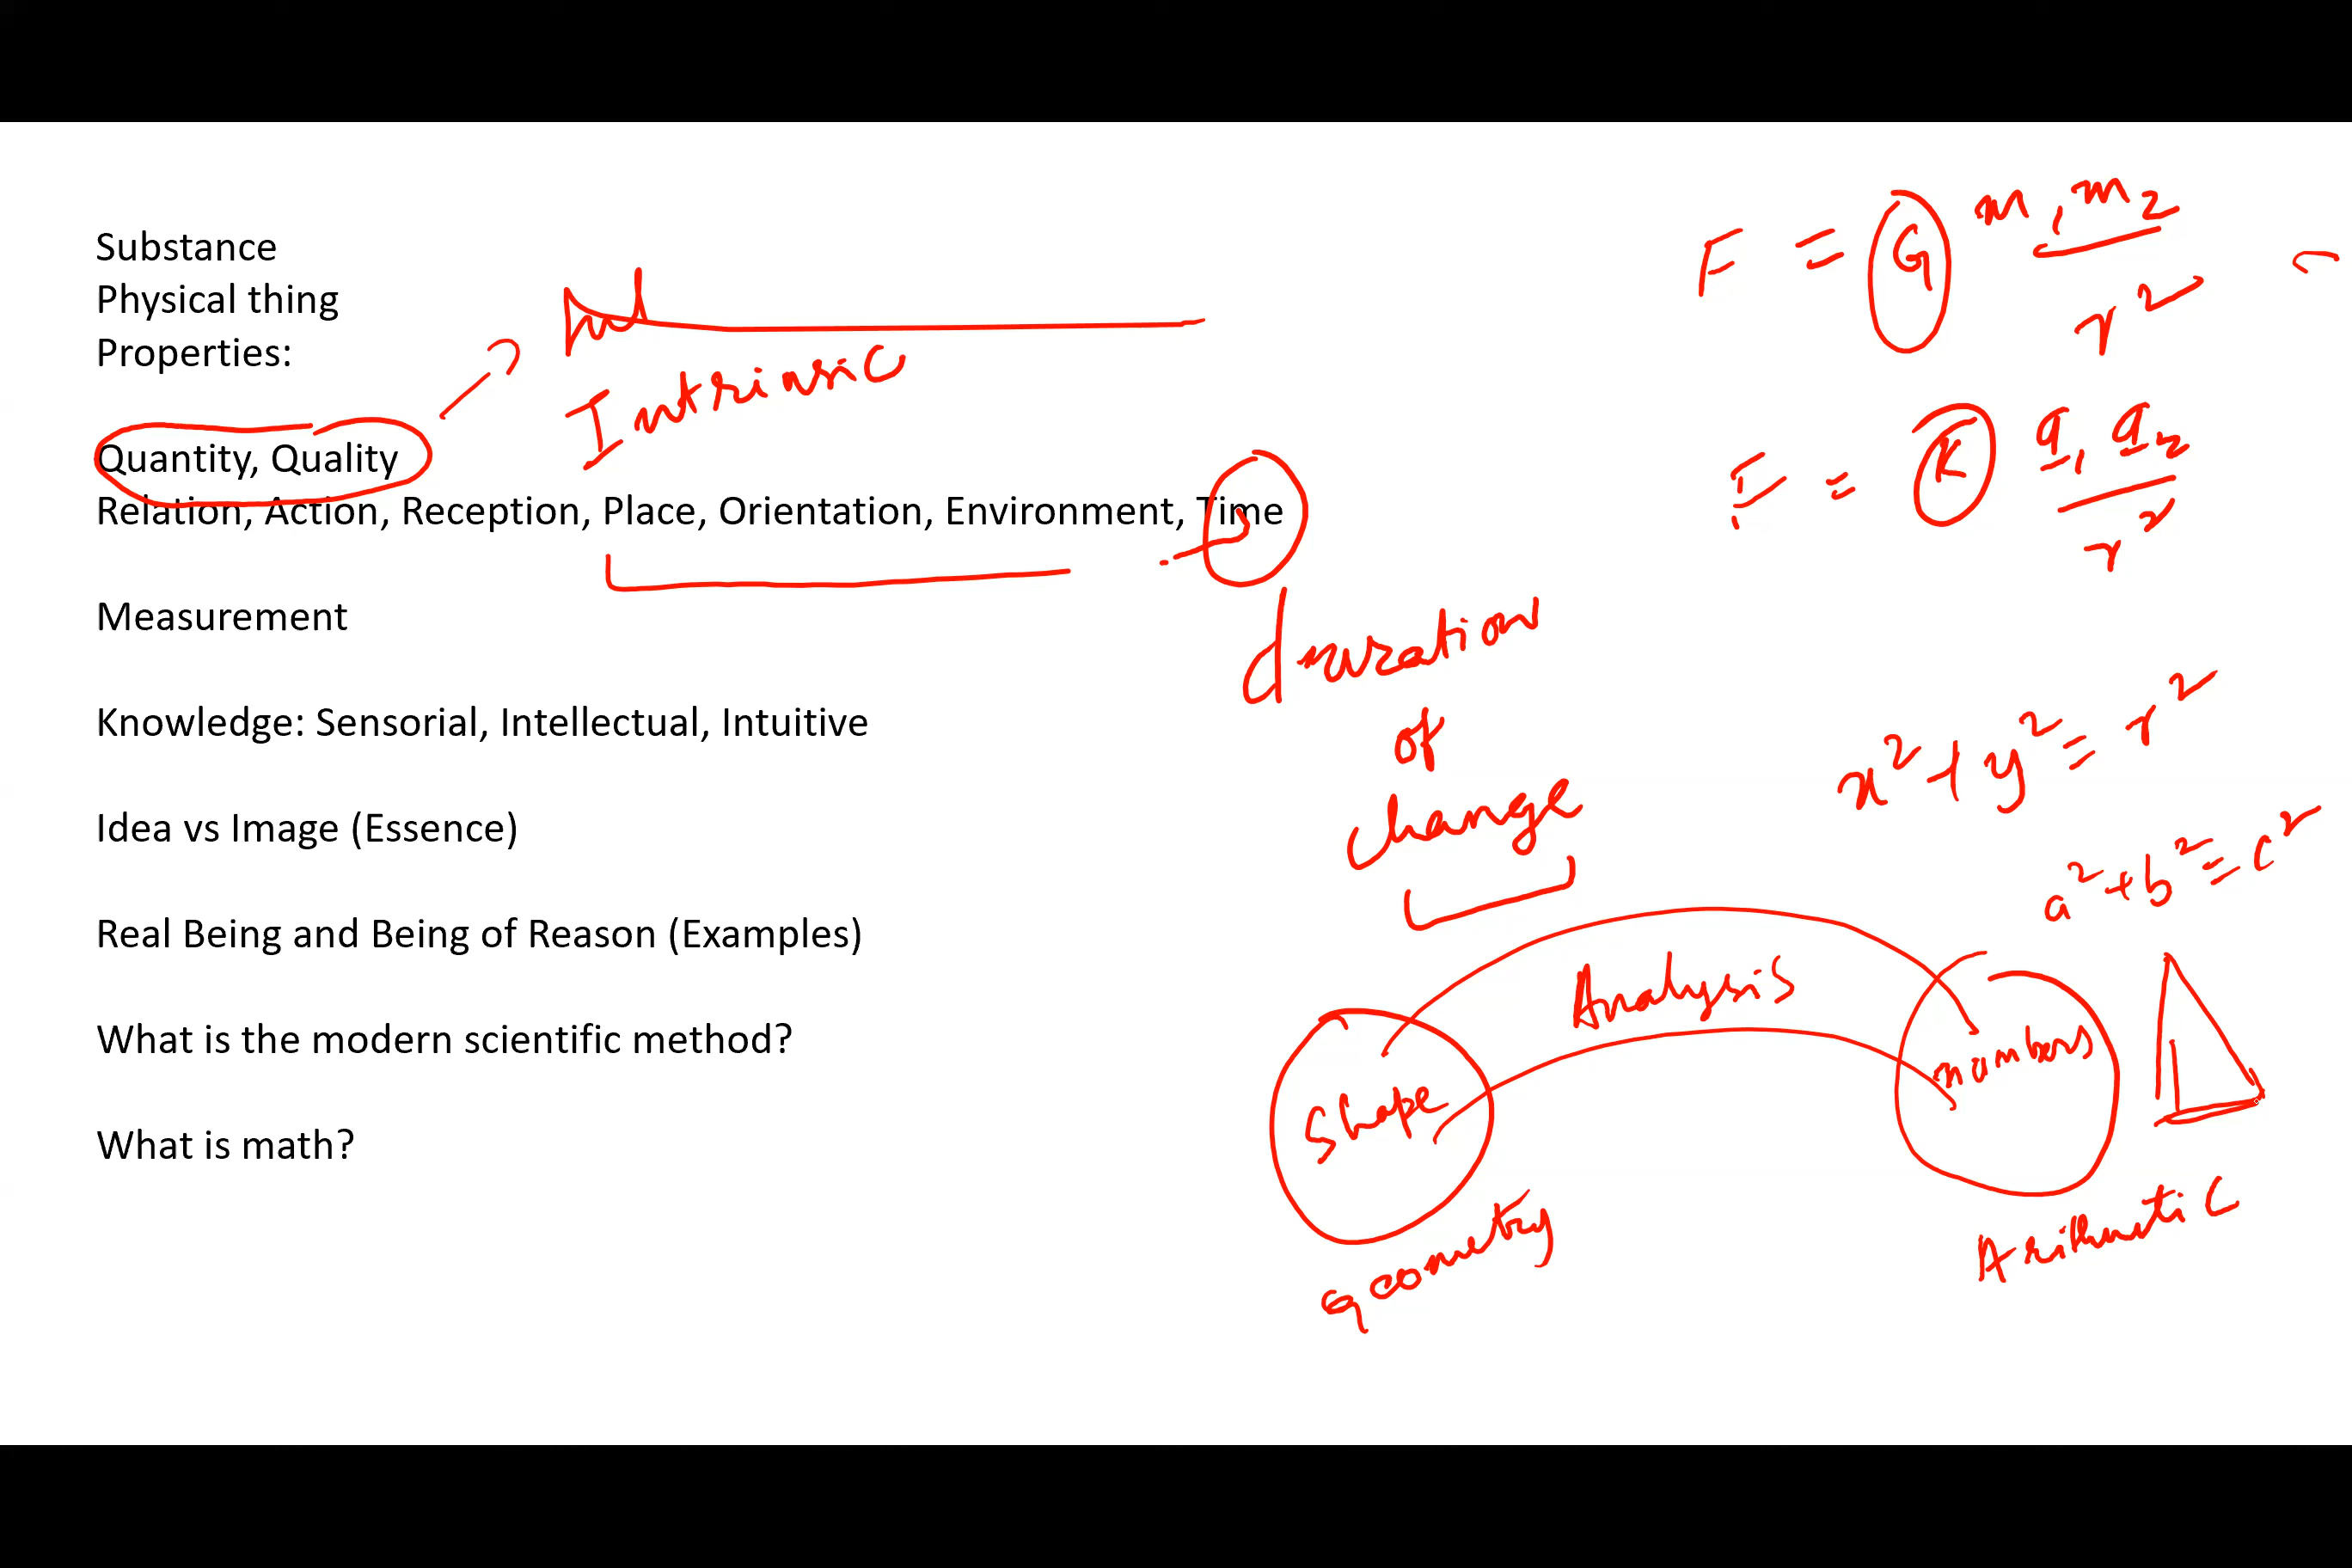 Substance
Physical thing
Properties:
Intrinsic
Quantity, Quality
Relation, Action, Reception, Place, Orientation, Environment, Time
Measurement
Knowledge: Sensorial, Intellectual, Intuitive
Idea vs Image (Essence)
Real Being and Being of Reason (Examples)
What is the modern scientific method?
What is math?
duration
of
change
F = G m₁m₂
r²
F = K q₁ q₂
r²
x² + y² = r²
a² + b² = c²
Analysis
Shape
numbers
Geometry
Arithmetic